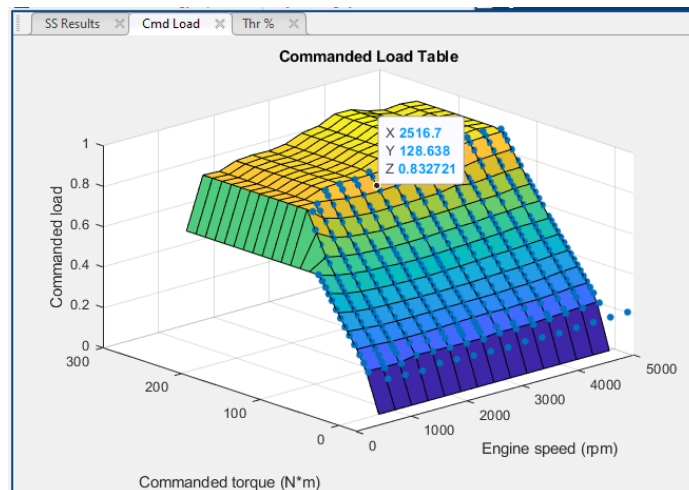 SS Results
Cmd Load
Thr %
Commanded Load Table
X 2516.7
Y 128.638
Z 0.832721
1
0.8
0.6
0.4
0.2
0
Commanded load
300
200
100
0
Commanded torque (N*m)
0
1000
2000
3000
4000
5000
Engine speed (rpm)